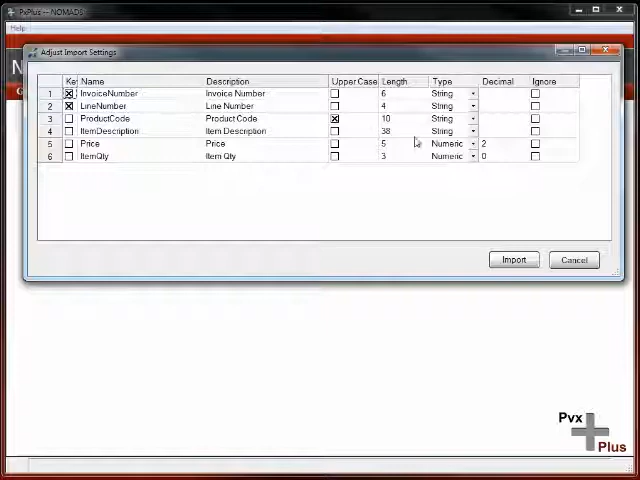 PxPlus -- NOMADS
Help
Adjust Import Settings
Key Name Description Upper Case Length Type Decimal Ignore
1 InvoiceNumber Invoice Number 6 String
2 LineNumber Line Number 4 String
3 ProductCode Product Code 10 String
4 ItemDescription Item Description 38 String
5 Price Price 5 Numeric 2
6 ItemQty Item Qty 3 Numeric 0
Import Cancel
Pvx
Plus